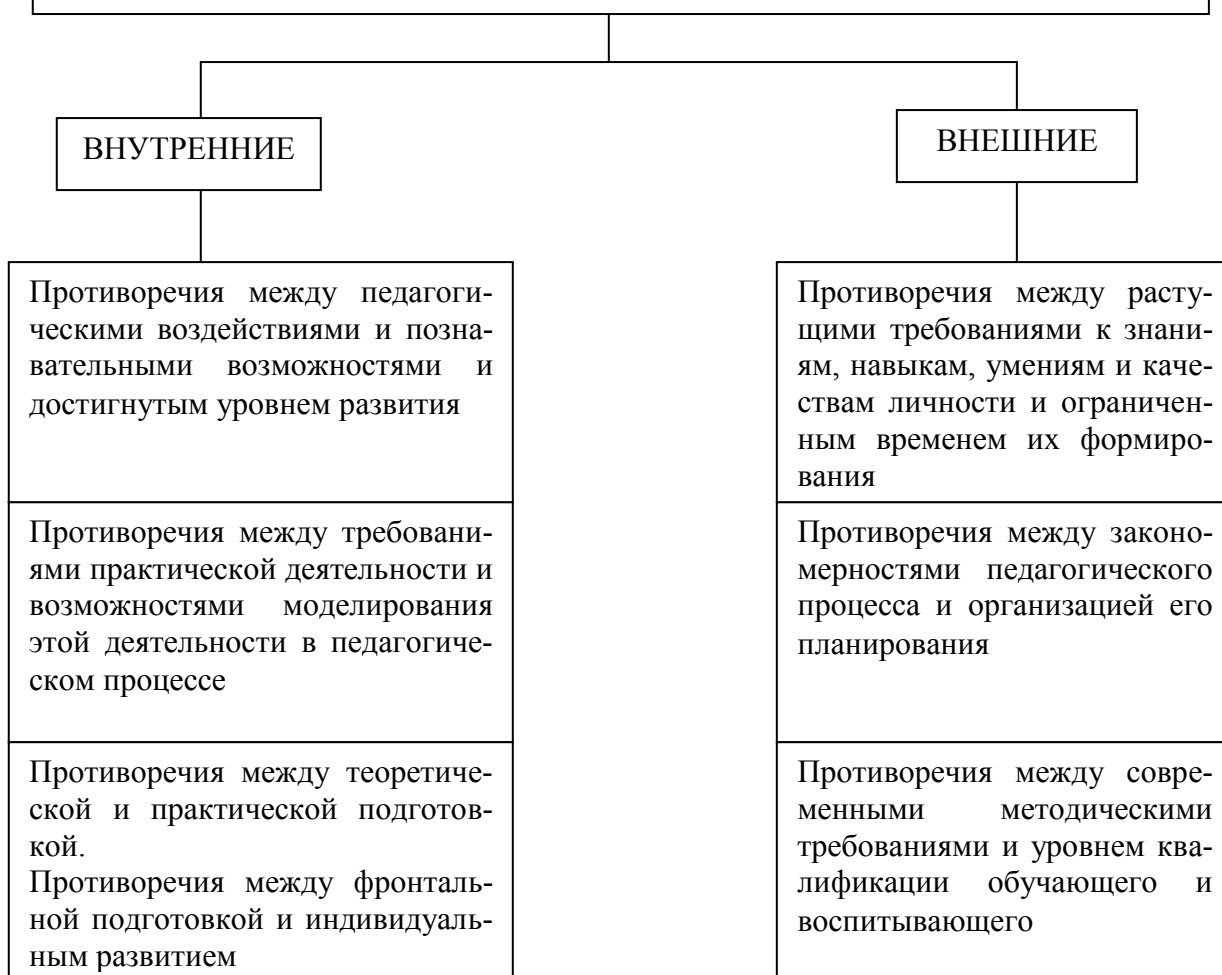 ВНУТРЕННИЕ
ВНЕШНИЕ
Противоречия между педагоги-
ческими воздействиями и позна-
вательными возможностями и
достигнутым уровнем развития
Противоречия между требовани-
ями практической деятельности и
возможностями моделирования
этой деятельности в педагогиче-
ском процессе
Противоречия между теоретиче-
ской и практической подготов-
кой.
Противоречия между фронталь-
ной подготовкой и индивидуаль-
ным развитием
Противоречия между расту-
щими требованиями к знани-
ям, навыкам, умениям и каче-
ствам личности и ограничен-
ным временем их формиро-
вания
Противоречия между законо-
мерностями педагогического
процесса и организацией его
планирования
Противоречия между совре-
менными методическими
требованиями и уровнем ква-
лификации обучающего и
воспитывающего